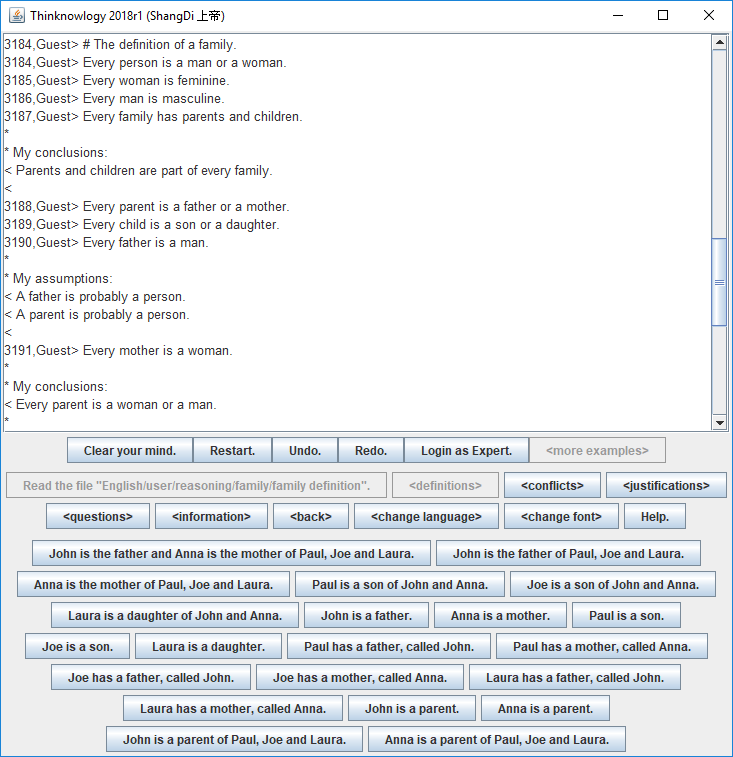 Thinknowlogy 2018r1 (ShangDi 上帝)
3184,Guest> # The definition of a family.
3184,Guest> Every person is a man or a woman.
3185,Guest> Every woman is feminine.
3186,Guest> Every man is masculine.
3187,Guest> Every family has parents and children.
*
* My conclusions:
< Parents and children are part of every family.
<
3188,Guest> Every parent is a father or a mother.
3189,Guest> Every child is a son or a daughter.
3190,Guest> Every father is a man.
*
* My assumptions:
< A father is probably a person.
< A parent is probably a person.
<
3191,Guest> Every mother is a woman.
*
* My conclusions:
< Every parent is a woman or a man.
*
Clear your mind. Restart. Undo. Redo. Login as Expert. <more examples>
Read the file "English/user/reasoning/family/family definition". <definitions> <conflicts> <justifications>
<questions> <information> <back> <change language> <change font> Help.
John is the father and Anna is the mother of Paul, Joe and Laura. John is the father of Paul, Joe and Laura.
Anna is the mother of Paul, Joe and Laura. Paul is a son of John and Anna. Joe is a son of John and Anna.
Laura is a daughter of John and Anna. John is a father. Anna is a mother. Paul is a son.
Joe is a son. Laura is a daughter. Paul has a father, called John. Paul has a mother, called Anna.
Joe has a father, called John. Joe has a mother, called Anna. Laura has a father, called John.
Laura has a mother, called Anna. John is a parent. Anna is a parent.
John is a parent of Paul, Joe and Laura. Anna is a parent of Paul, Joe and Laura.